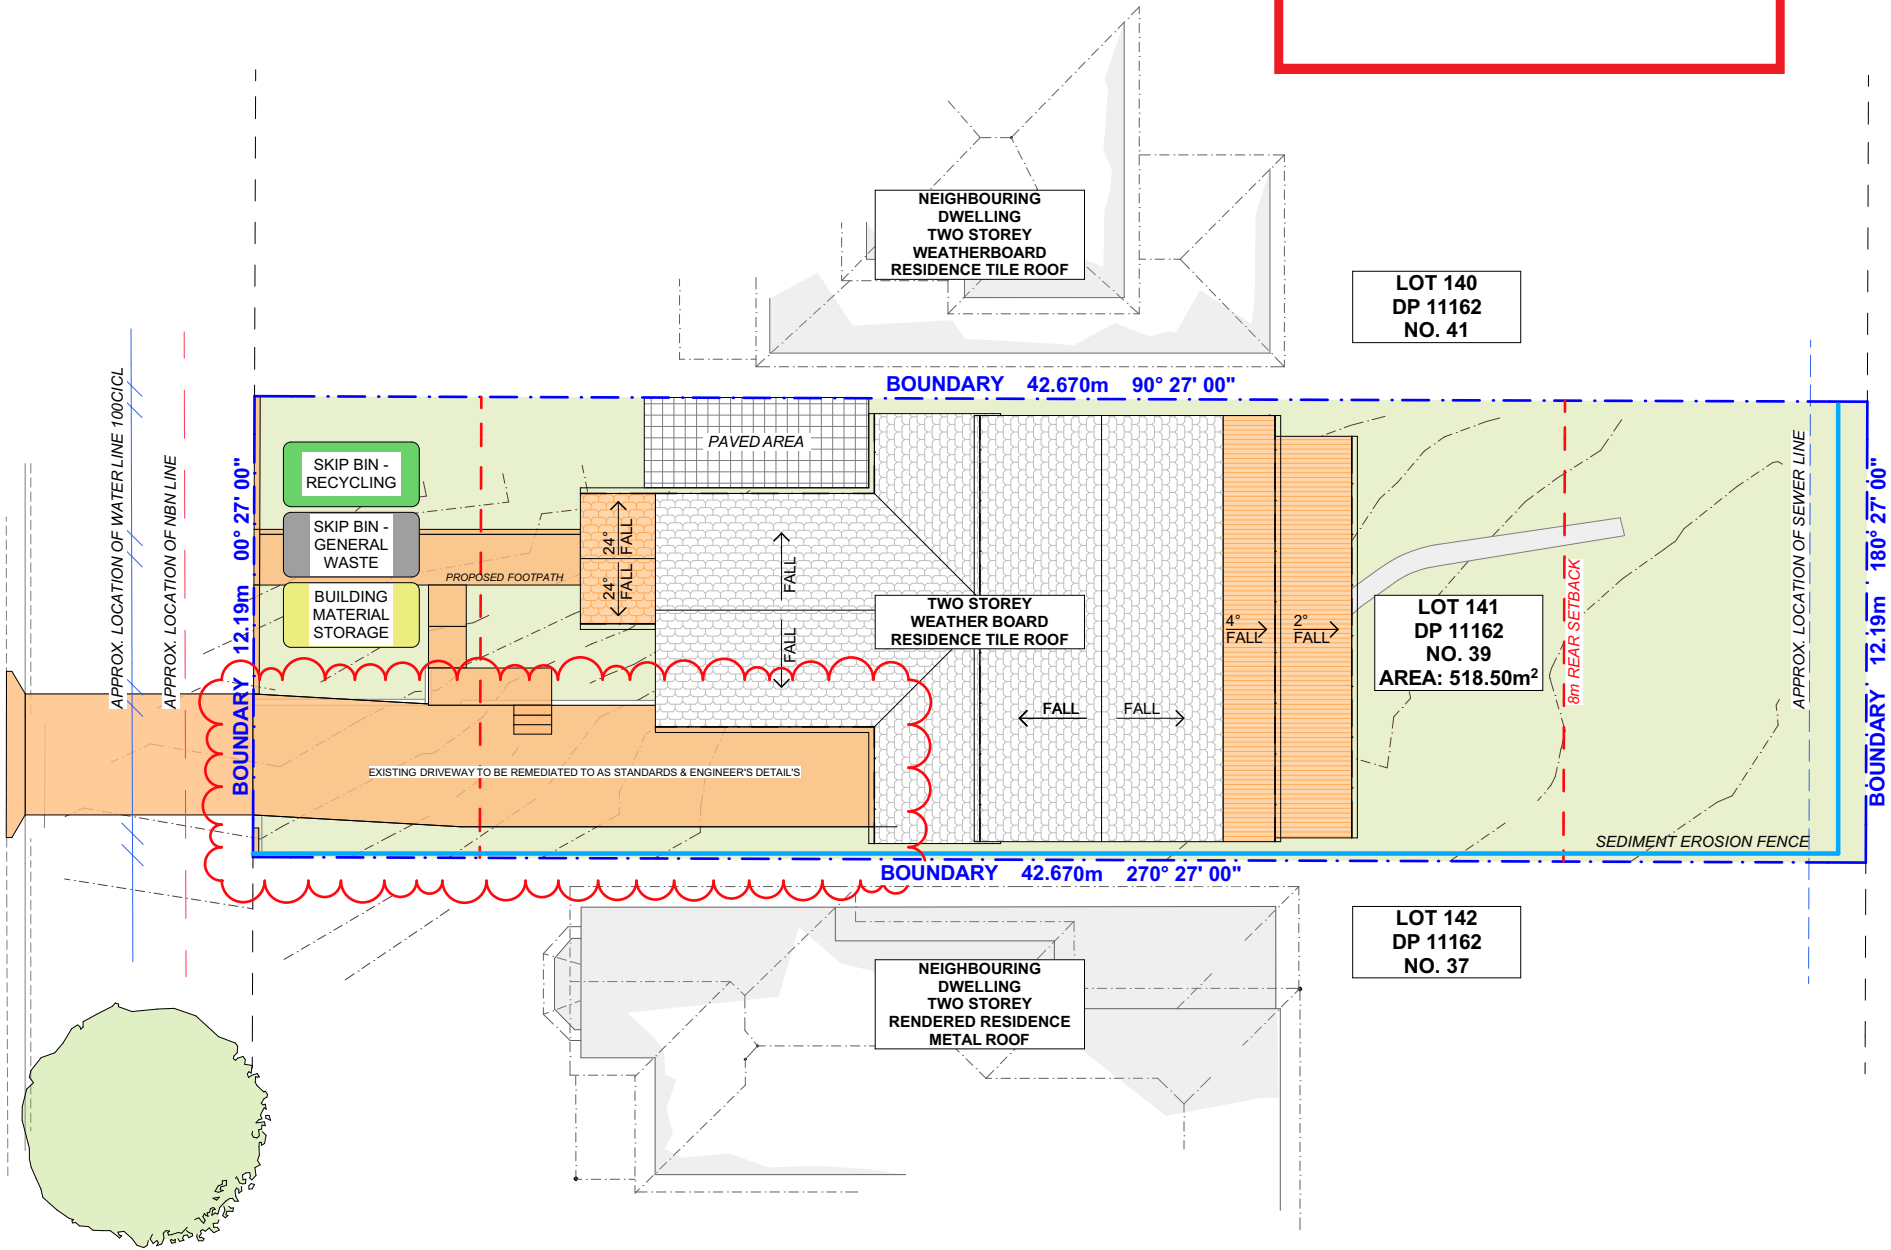 NEIGHBOURING
DWELLING
TWO STOREY
WEATHERBOARD
RESIDENCE TILE ROOF
LOT 140
DP 11162
NO. 41
BOUNDARY 42.670m 90° 27' 00"
APPROX. LOCATION OF WATER LINE 100CICL
APPROX. LOCATION OF NBN LINE
BOUNDARY 12.19m 00° 27' 00"
SKIP BIN -
RECYCLING
SKIP BIN -
GENERAL
WASTE
BUILDING
MATERIAL
STORAGE
PAVED AREA
PROPOSED FOOTPATH
24°
FALL
24°
FALL
FALL
FALL
TWO STOREY
WEATHER BOARD
RESIDENCE TILE ROOF
FALL
FALL
4°
FALL
2°
FALL
LOT 141
DP 11162
NO. 39
AREA: 518.50m²
8m REAR SETBACK
APPROX. LOCATION OF SEWER LINE
BOUNDARY 12.19m 180° 27' 00"
EXISTING DRIVEWAY TO BE REMEDIATED TO AS STANDARDS & ENGINEER'S DETAIL'S
SEDIMENT EROSION FENCE
BOUNDARY 42.670m 270° 27' 00"
LOT 142
DP 11162
NO. 37
NEIGHBOURING
DWELLING
TWO STOREY
RENDERED RESIDENCE
METAL ROOF